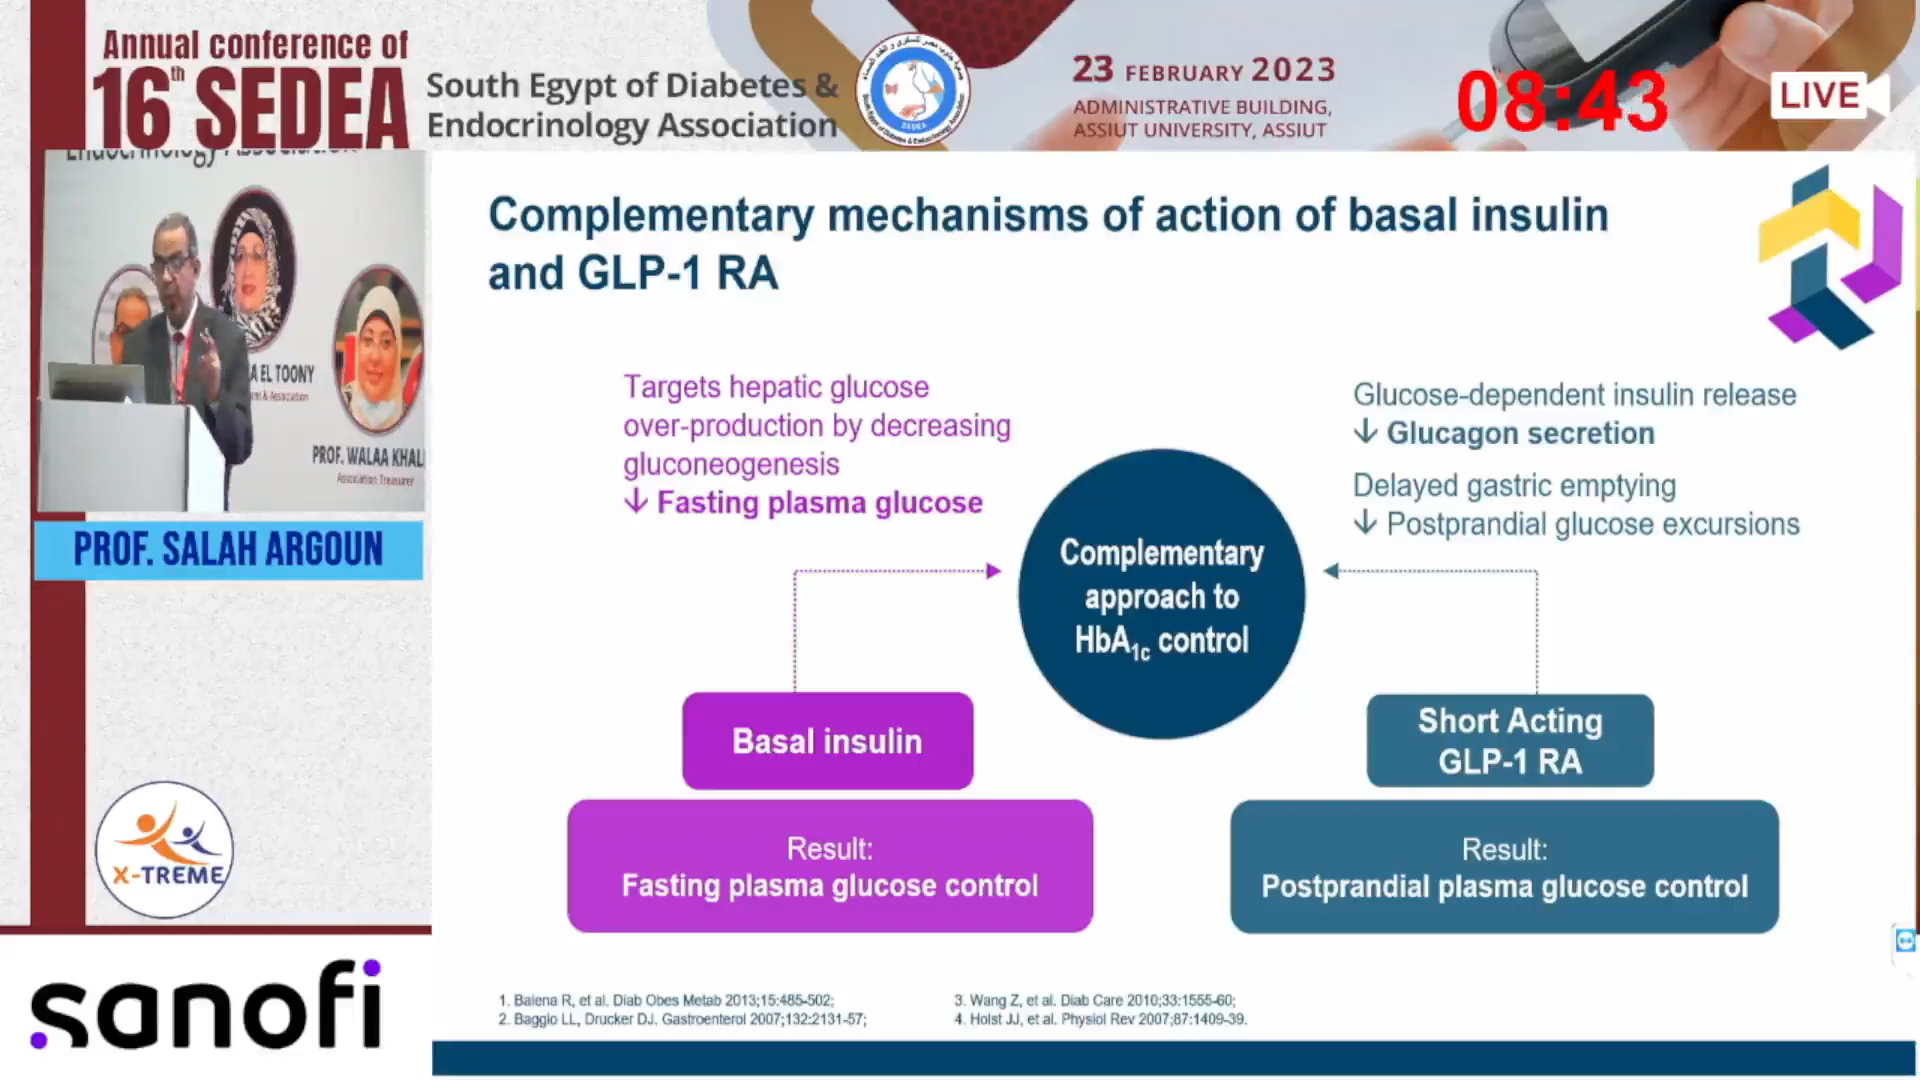 Annual conference of
16th SEDEA
South Egypt of Diabetes &
Endocrinology Association
SEDEA
23 FEBRUARY 2023
ADMINISTRATIVE BUILDING,
ASSIUT UNIVERSITY, ASSIUT
08:43
LIVE
A EL TOONY
PROF. WALAA KHAL
Association Treasurer
PROF. SALAH ARGOUN
X-TREME
sanofi
Complementary mechanisms of action of basal insulin
and GLP-1 RA
Targets hepatic glucose
over-production by decreasing
gluconeogenesis
↓ Fasting plasma glucose
Glucose-dependent insulin release
↓ Glucagon secretion
Delayed gastric emptying
↓ Postprandial glucose excursions
Complementary
approach to
HbA1c control
Basal insulin
Short Acting
GLP-1 RA
Result:
Fasting plasma glucose control
Result:
Postprandial plasma glucose control
1. Balena R, et al. Diab Obes Metab 2013;15:485-502;
2. Baggio LL, Drucker DJ. Gastroenterol 2007;132:2131-57;
3. Wang Z, et al. Diab Care 2010;33:1555-60;
4. Holst JJ, et al. Physiol Rev 2007;87:1409-39.